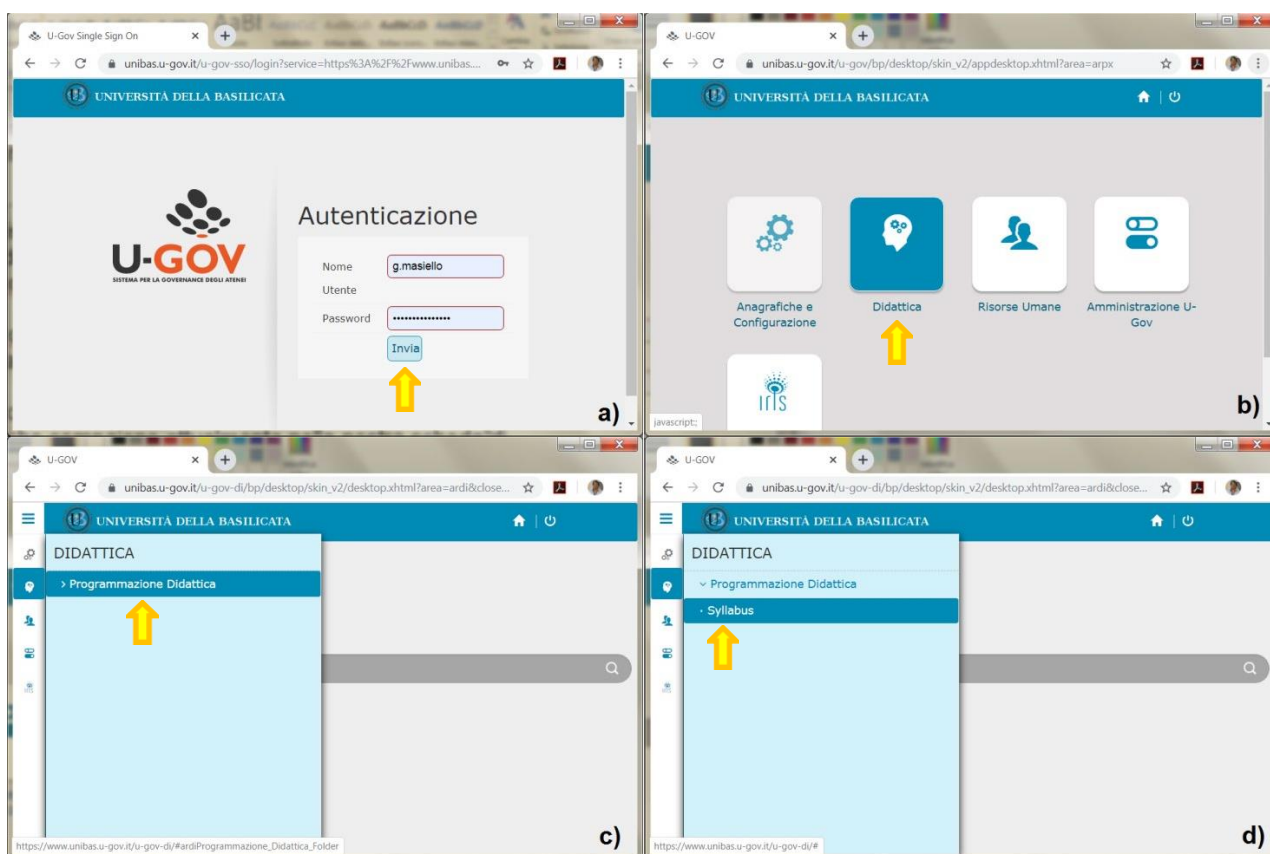 U-Gov Single Sign On
unibas.u-gov.it/u-gov-sso/login?service=https%3A%2F%2Fwww.unibas....
UNIVERSITÀ DELLA BASILICATA
U-GOV
SISTEMA PER LA GOVERNANCE DEGLI ATENEI
Autenticazione
Nome
Utente
g.masiello
Password
Invia
a)
U-GOV
unibas.u-gov.it/u-gov/bp/desktop/skin_v2/appdesktop.xhtml?area=arpx
UNIVERSITÀ DELLA BASILICATA
Anagrafiche e
Configurazione
Didattica
Risorse Umane
Amministrazione U-
Gov
IRIS
javascript:;
b)
U-GOV
unibas.u-gov.it/u-gov-di/bp/desktop/skin_v2/desktop.xhtml?area=ardi&close...
UNIVERSITÀ DELLA BASILICATA
DIDATTICA
> Programmazione Didattica
https://www.unibas.u-gov.it/u-gov-di/#ardiProgrammazione_Didattica_Folder
c)
U-GOV
unibas.u-gov.it/u-gov-di/bp/desktop/skin_v2/desktop.xhtml?area=ardi&close...
UNIVERSITÀ DELLA BASILICATA
DIDATTICA
Programmazione Didattica
· Syllabus
https://www.unibas.u-gov.it/u-gov-di/#
d)